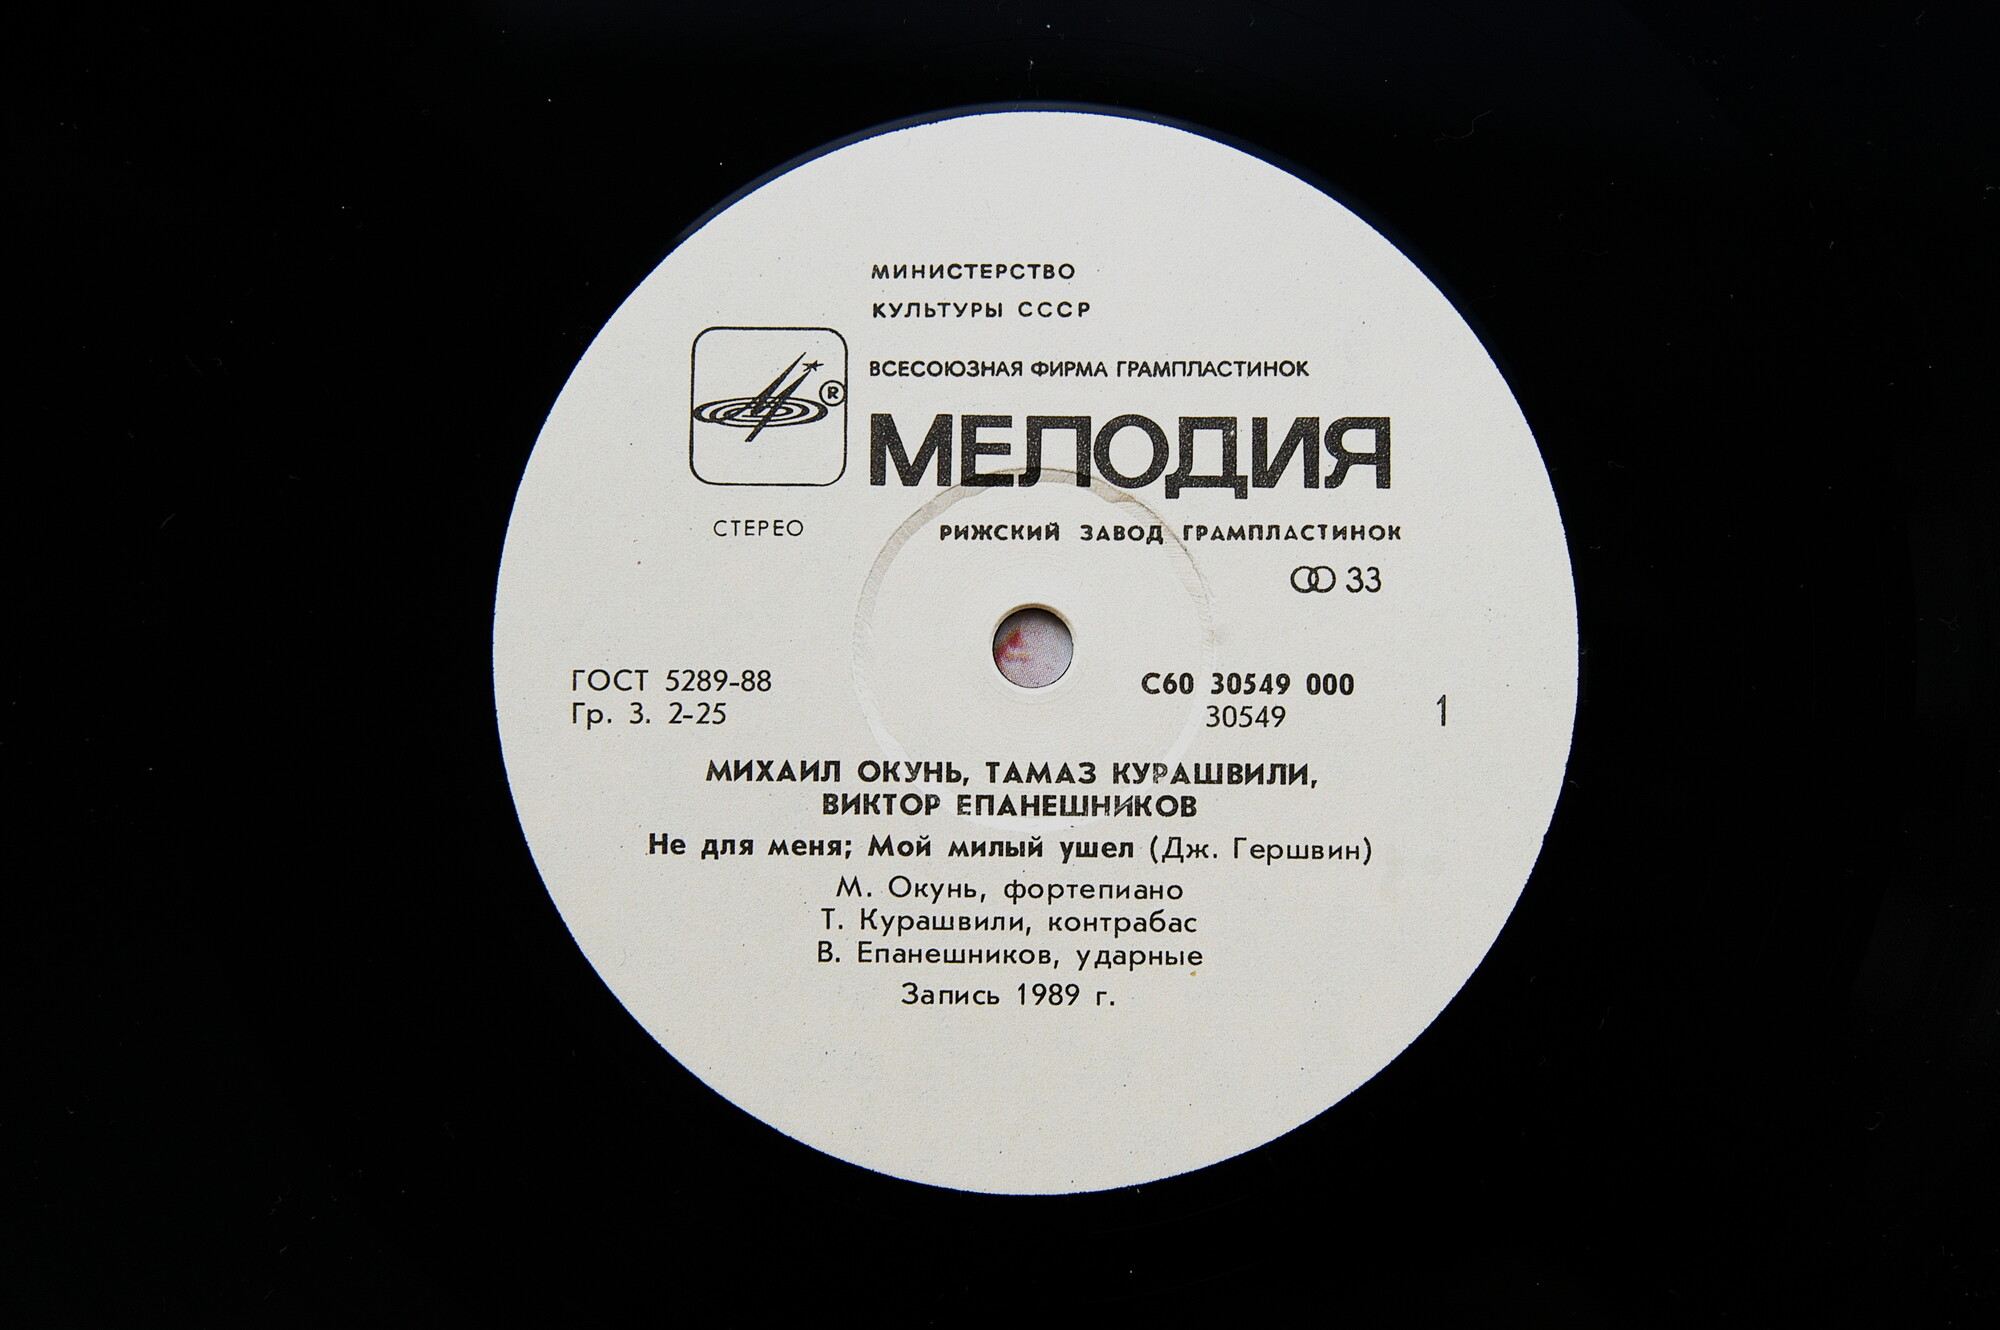 МИНИСТЕРСТВО
КУЛЬТУРЫ СССР
ВСЕСОЮЗНАЯ ФИРМА ГРАМПЛАСТИНОК
®
МЕЛОДИЯ
СТЕРЕО
РИЖСКИЙ ЗАВОД ГРАМПЛАСТИНОК
33
ГОСТ 5289-88
Гр. 3. 2-25
С60 30549 000
30549
1
МИХАИЛ ОКУНЬ, ТАМАЗ КУРАШВИЛИ,
ВИКТОР ЕПАНЕШНИКОВ
Не для меня; Мой милый ушел (Дж. Гершвин)
М. Окунь, фортепиано
Т. Курашвили, контрабас
В. Епанешников, ударные
Запись 1989 г.